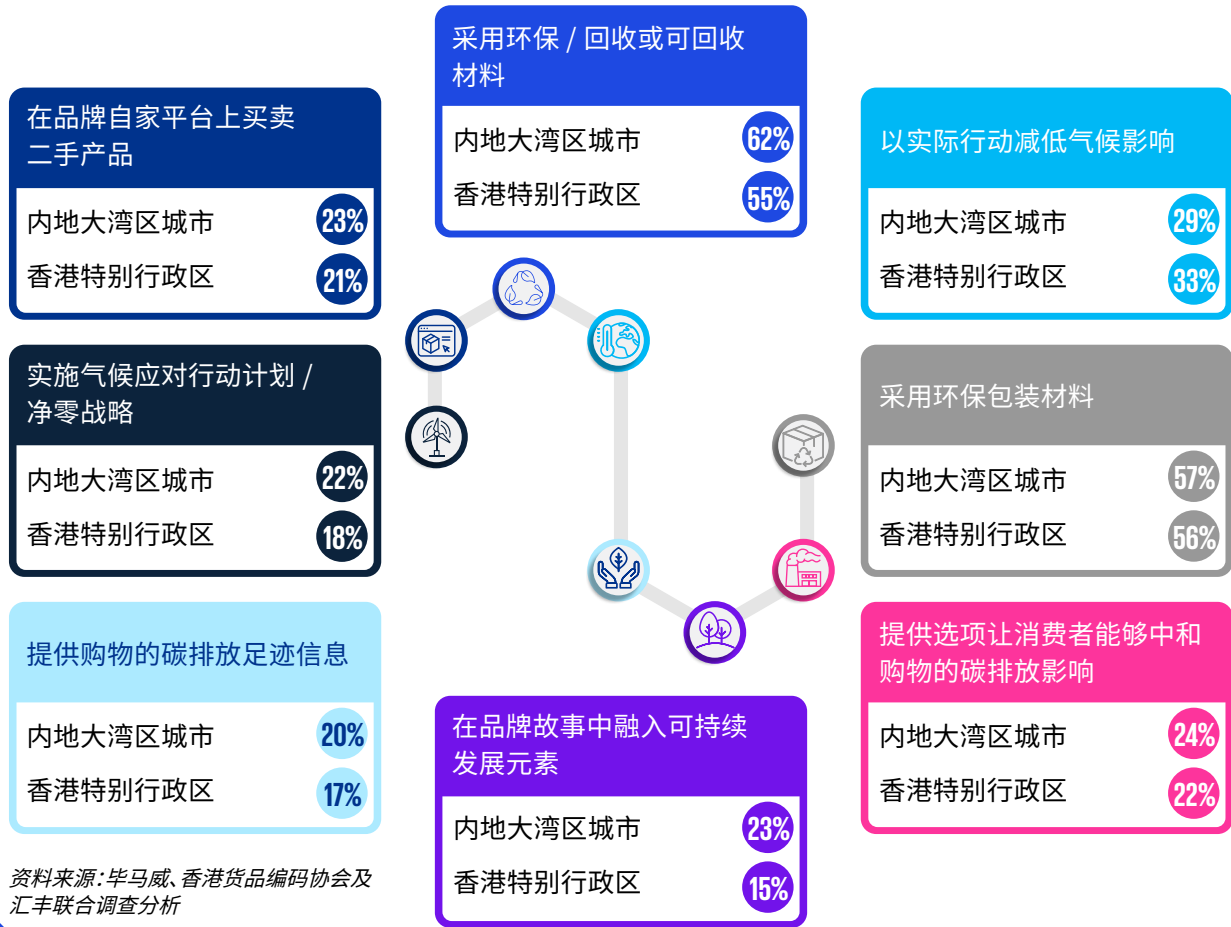 采用环保 / 回收或可回收
材料
内地大湾区城市 62%
香港特别行政区 55%
在品牌自家平台上买卖
二手产品
内地大湾区城市 23%
香港特别行政区 21%
以实际行动减低气候影响
内地大湾区城市 29%
香港特别行政区 33%
实施气候应对行动计划 /
净零战略
内地大湾区城市 22%
香港特别行政区 18%
采用环保包装材料
内地大湾区城市 57%
香港特别行政区 56%
提供购物的碳排放足迹信息
内地大湾区城市 20%
香港特别行政区 17%
在品牌故事中融入可持续
发展元素
内地大湾区城市 23%
香港特别行政区 15%
提供选项让消费者能够中和
购物的碳排放影响
内地大湾区城市 24%
香港特别行政区 22%
资料来源：毕马威、香港货品编码协会及
汇丰联合调查分析